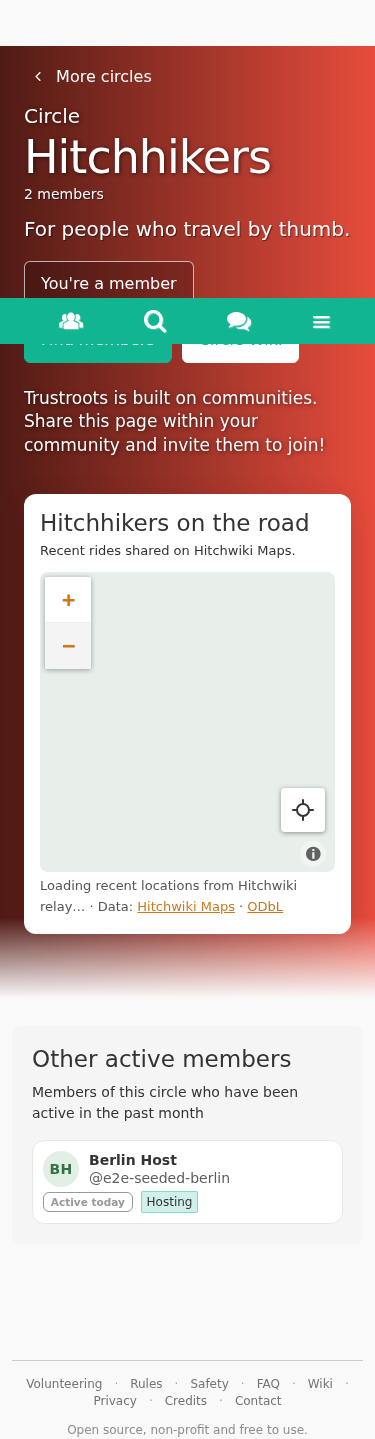 More circles
Circle
Hitchhikers
2 members
For people who travel by thumb.
You're a member
Trustroots is built on communities.
Share this page within your
community and invite them to join!
Hitchhikers on the road
Recent rides shared on Hitchwiki Maps.
+
−
Loading recent locations from Hitchwiki
relay… · Data: Hitchwiki Maps · ODbL
Other active members
Members of this circle who have been
active in the past month
BH
Berlin Host
@e2e-seeded-berlin
Active today
Hosting
Volunteering · Rules · Safety · FAQ · Wiki ·
Privacy · Credits · Contact
Open source, non-profit and free to use.